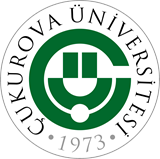 ÇUKUROVA ÜNİVERSİTESİ
• 1973 •